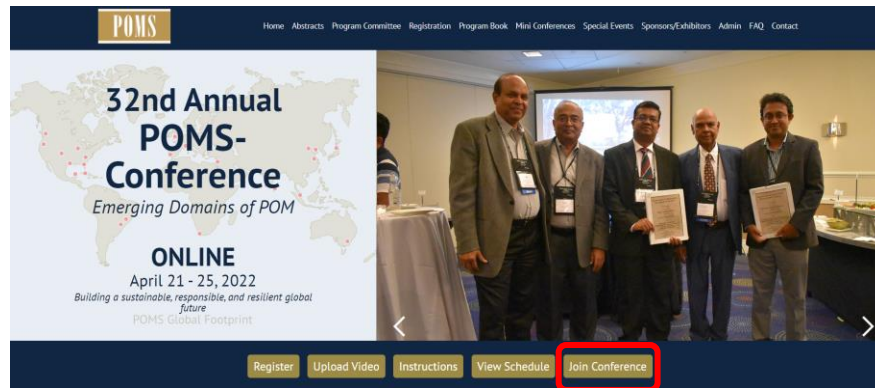 POMS
Home Abstracts Program Committee Registration Program Book Mini Conferences Special Events Sponsors/Exhibitors Admin FAQ Contact
32nd Annual
POMS-
Conference
Emerging Domains of POM
ONLINE
April 21 - 25, 2022
Building a sustainable, responsible, and resilient global
future
POMS Global Footprint
Register Upload Video Instructions View Schedule Join Conference